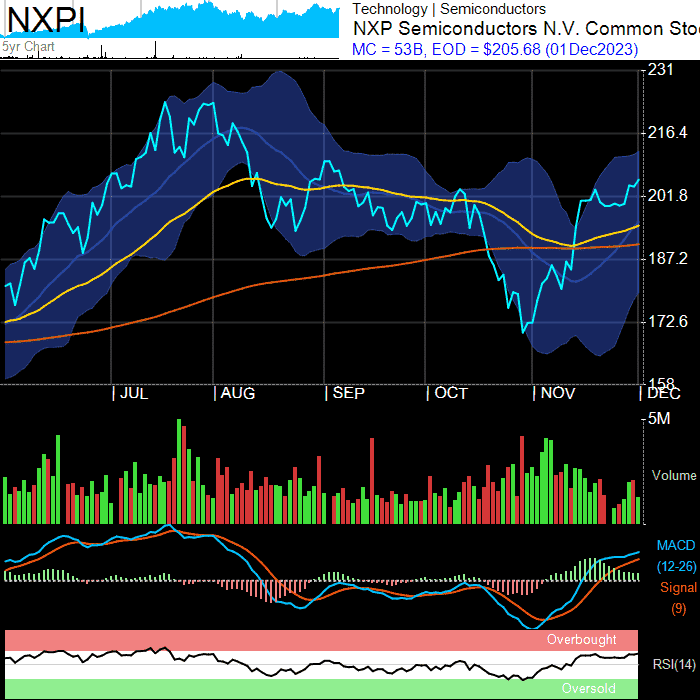 NXPI
5yr Chart
Technology | Semiconductors
NXP Semiconductors N.V. Common Sto
MC = 53B, EOD = $205.68 (01Dec2023)
231
216.4
201.8
187.2
172.6
158
| JUL | AUG | SEP | OCT | NOV | DEC
5M
Volume
MACD
(12-26)
Signal
(9)
Overbought
RSI(14)
Oversold